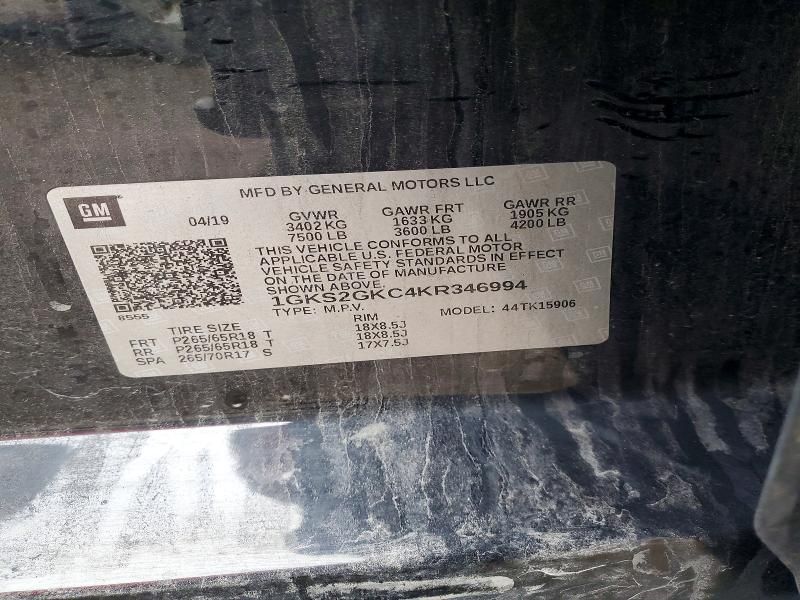 GM
MFD BY GENERAL MOTORS LLC
04/19
GVWR GAWR FRT GAWR RR
3402 KG 1633 KG 1905 KG
7500 LB 3600 LB 4200 LB
THIS VEHICLE CONFORMS TO ALL
APPLICABLE U.S. FEDERAL MOTOR
VEHICLE SAFETY STANDARDS IN EFFECT
ON THE DATE OF MANUFACTURE
SHOWN ABOVE.
1GKS2GKC4KR346994
8555
TYPE: M.P.V. MODEL: 44TK15906
TIRE SIZE RIM
FRT P265/65R18 T 18X8.5J
RR P265/65R18 T 18X8.5J
SPA 265/70R17 S 17X7.5J